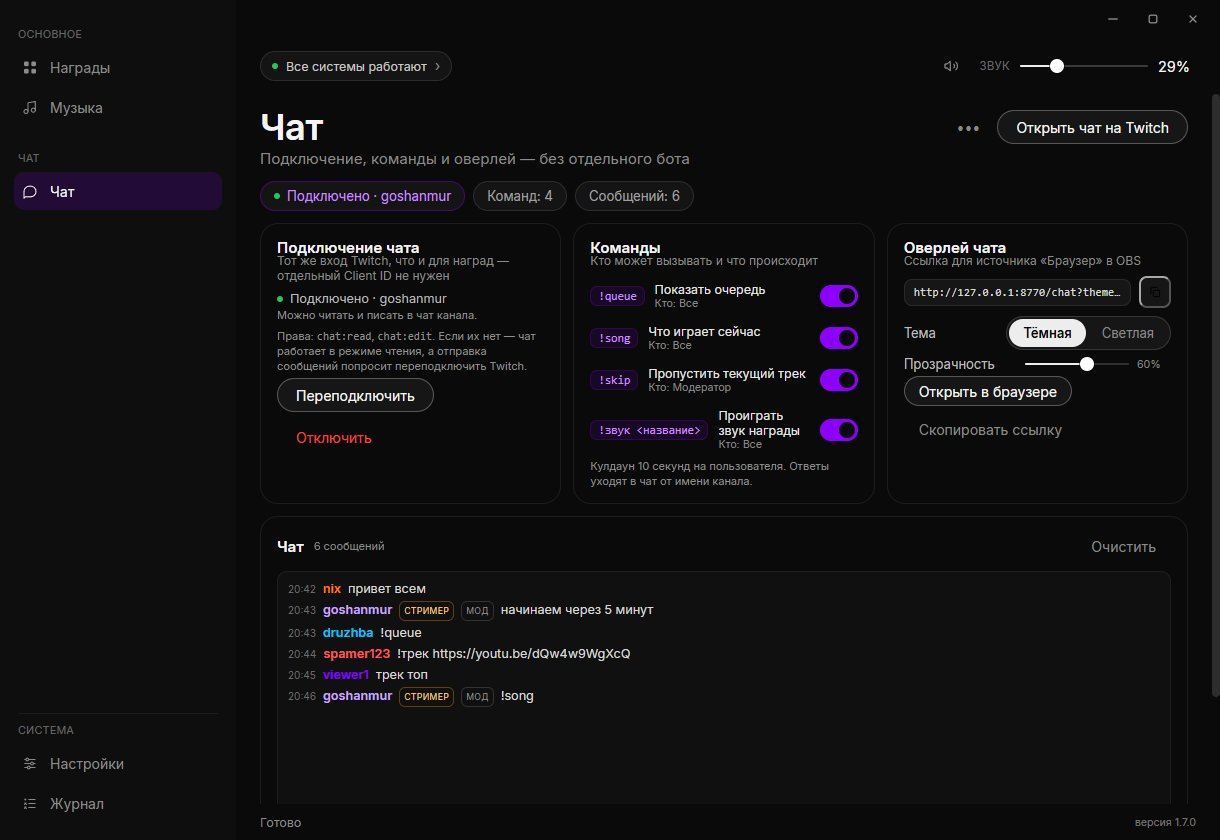 ОСНОВНОЕ
Награды
Музыка
ЧАТ
Чат
СИСТЕМА
Настройки
Журнал
Все системы работают ›
ЗВУК 29%
Чат
Подключение, команды и оверлей — без отдельного бота
••• Открыть чат на Twitch
Подключено · goshanmur Команд: 4 Сообщений: 6
Подключение чата
Тот же вход Twitch, что и для наград —
отдельный Client ID не нужен
Подключено · goshanmur
Можно читать и писать в чат канала.
Права: chat:read, chat:edit. Если их нет — чат
работает в режиме чтения, а отправка
сообщений попросит переподключить Twitch.
Переподключить
Отключить
Команды
Кто может вызывать и что происходит
!queue Показать очередь
Кто: Все
!song Что играет сейчас
Кто: Все
!skip Пропустить текущий трек
Кто: Модератор
!звук <название> Проиграть
звук награды
Кто: Все
Кулдаун 10 секунд на пользователя. Ответы
уходят в чат от имени канала.
Оверлей чата
Ссылка для источника «Браузер» в OBS
http://127.0.0.1:8770/chat?theme…
Тема Тёмная Светлая
Прозрачность 60%
Открыть в браузере
Скопировать ссылку
Чат 6 сообщений Очистить
20:42 nix привет всем
20:43 goshanmur СТРИМЕР МОД начинаем через 5 минут
20:43 druzhba !queue
20:44 spamer123 !трек https://youtu.be/dQw4w9WgXcQ
20:45 viewer1 трек топ
20:46 goshanmur СТРИМЕР МОД !song
Готово
версия 1.7.0